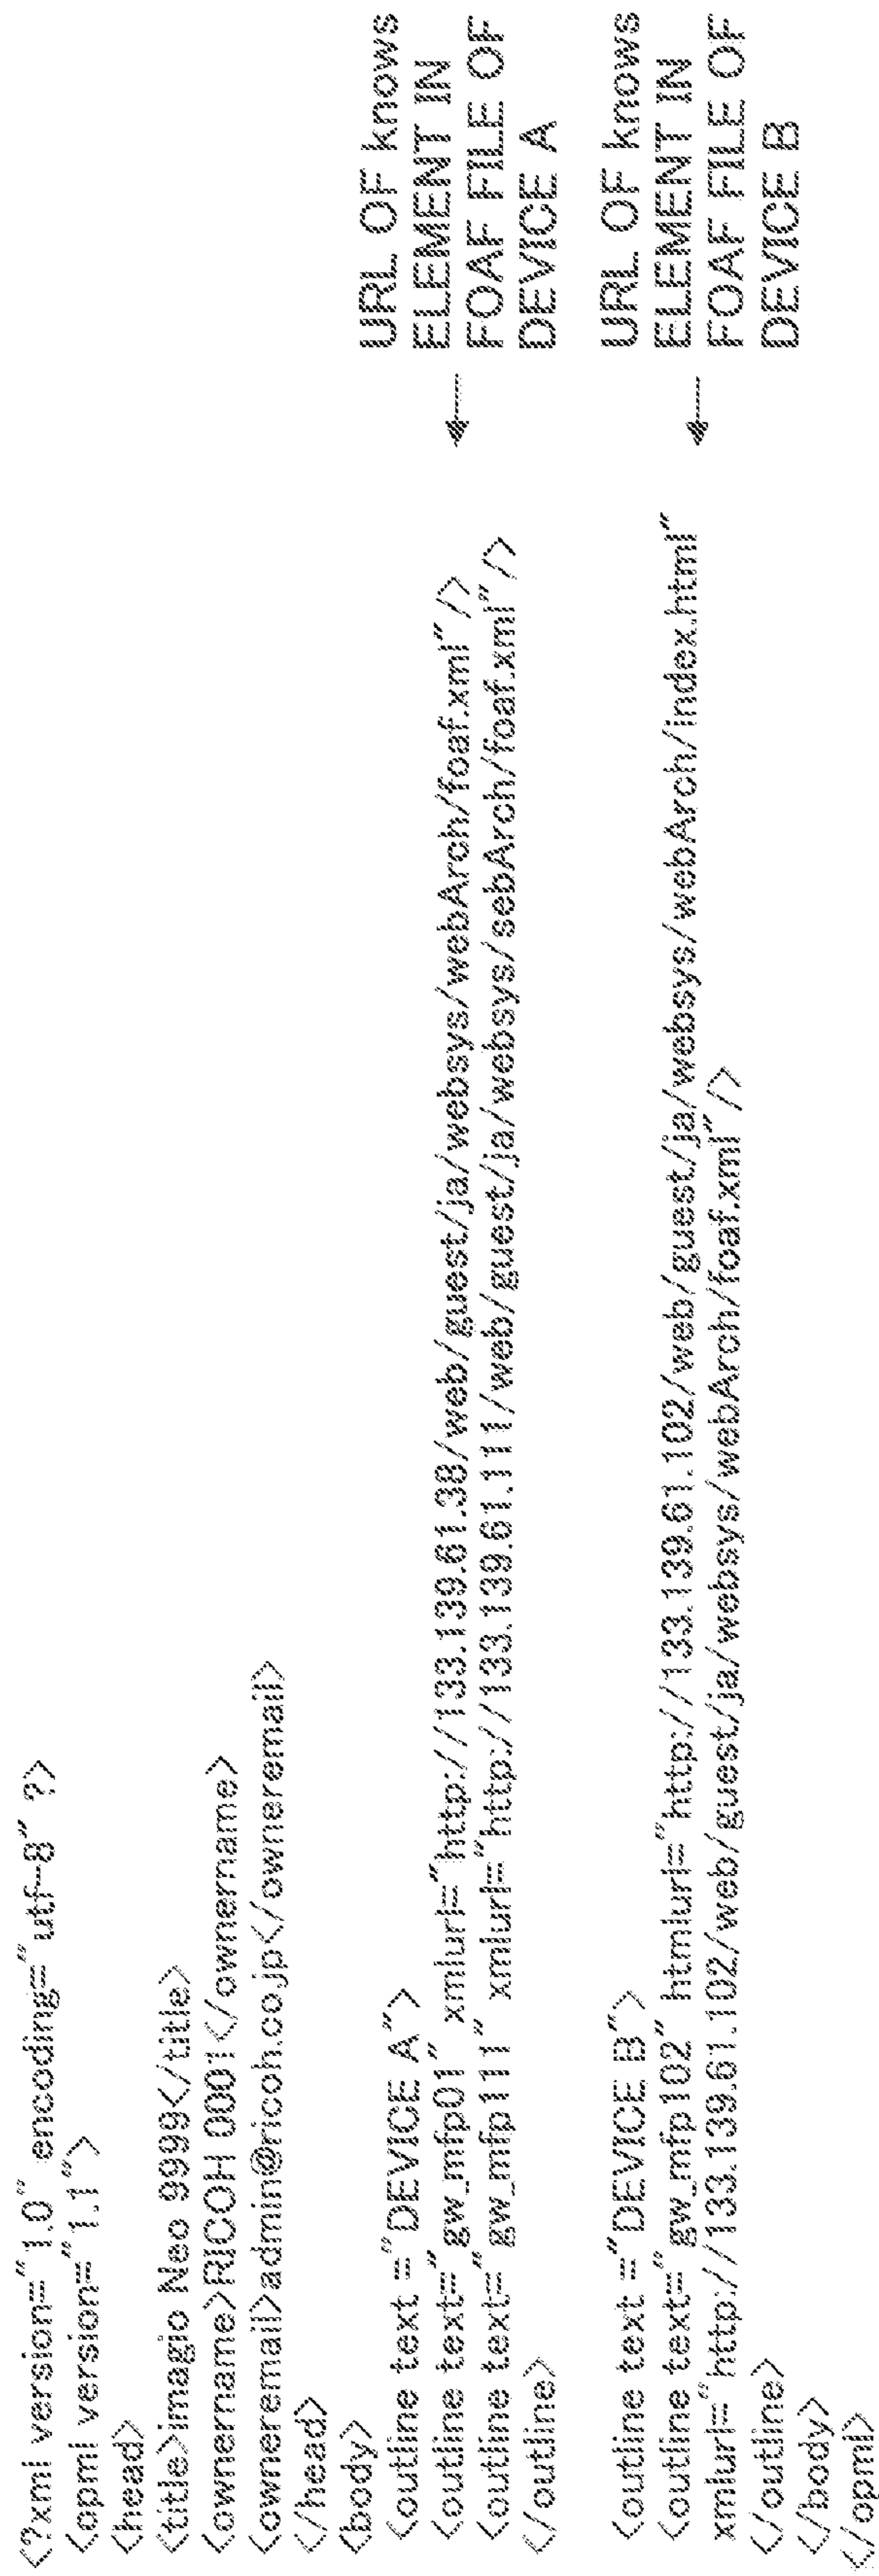 <?xml version="1.0" encoding="utf-8" ?>
<opml version="1.1">
<head>
<title>imagio Neo 9999</title>
<ownername>RICOH 0001</ownername>
<owneremail>admin@ricoh.co.jp</owneremail>
</head>
<body>
<outline text ="DEVICE A">
<outline text="gw_mfp01" xmlurl="http://133.139.61.38/web/guest/ja/websys/webArch/foaf.xml"/>
<outline text="gw_mfp111" xmlurl="http://133.139.61.111/web/guest/ja/websys/sebArch/foaf.xml"/>
</outline>
URL OF knows
ELEMENT IN
FOAF FILE OF
DEVICE A
<outline text ="DEVICE B">
<outline text="gw_mfp102" htmlurl="http://133.139.61.102/web/guest/ja/websys/webArch/index.html"
xmlurl="http://133.139.61.102/web/guest/ja/websys/webArch/foaf.xml"/>
</outline>
</body>
</opml>
URL OF knows
ELEMENT IN
FOAF FILE OF
DEVICE B